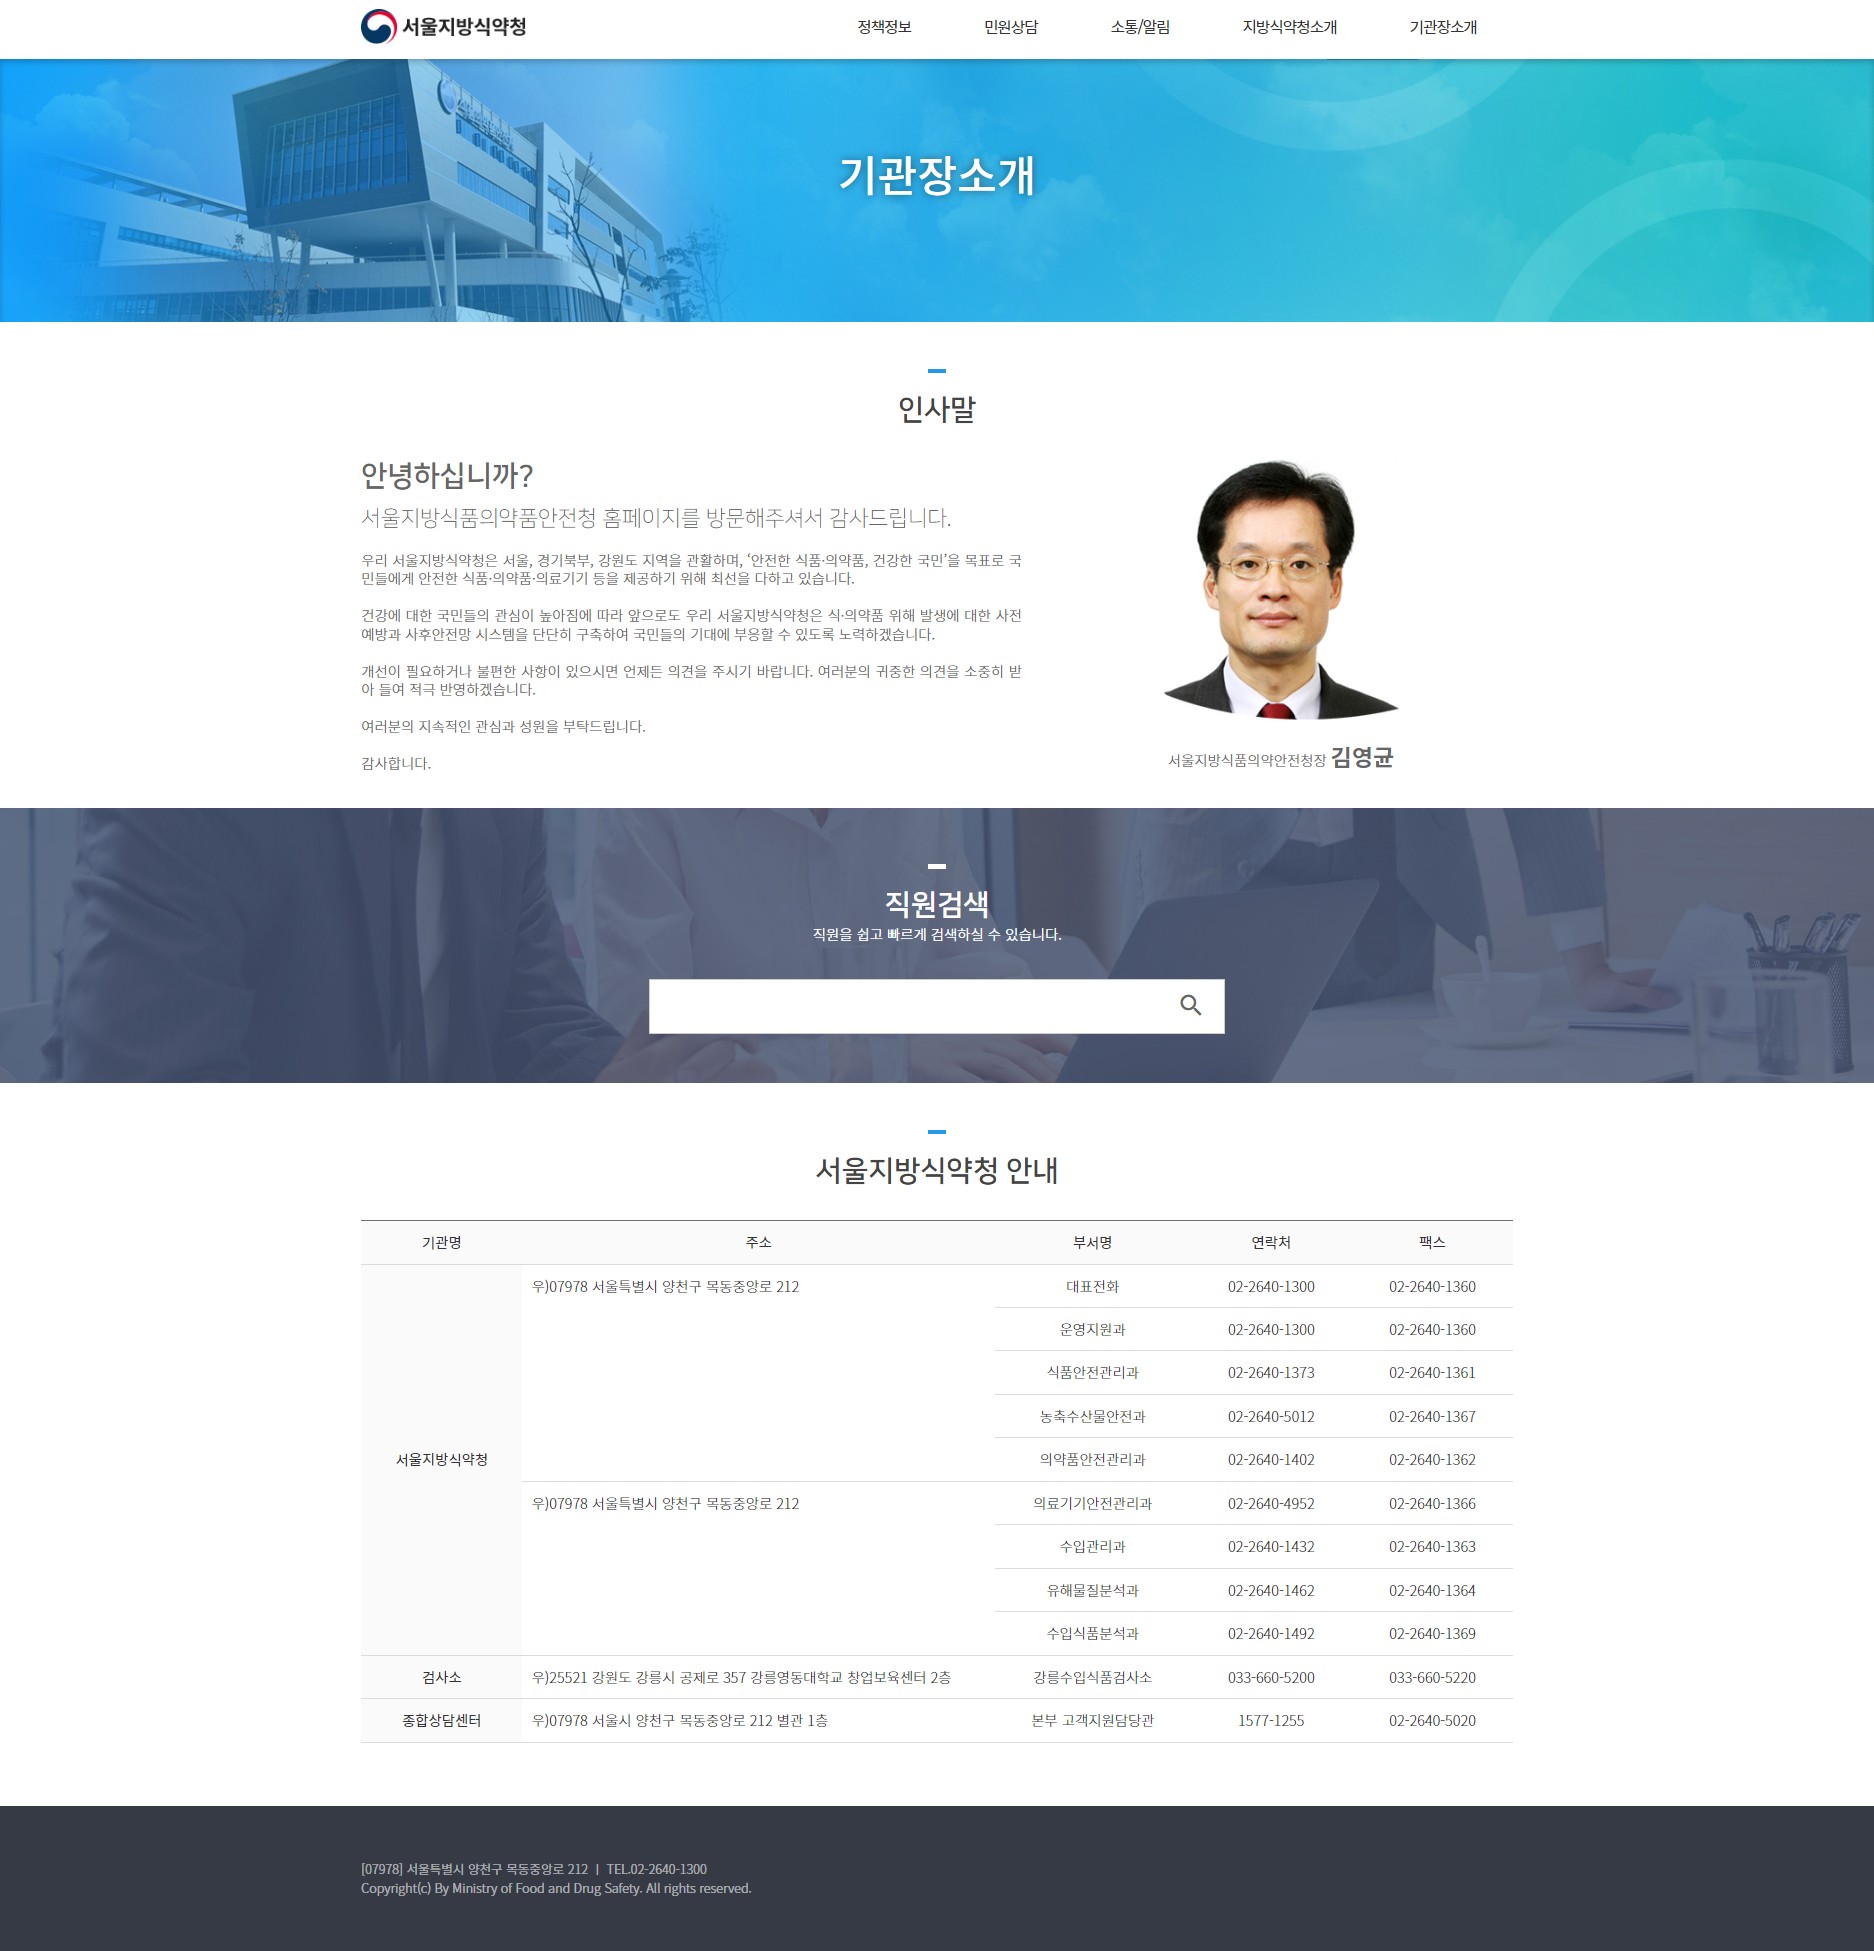 서울지방식약청
정책정보 민원상담 소통/알림 지방식약청소개 기관장소개
기관장소개
인사말
안녕하십니까?
서울지방식품의약품안전청 홈페이지를 방문해주셔서 감사드립니다.
우리 서울지방식약청은 서울, 경기북부, 강원도 지역을 관활하며, ‘안전한 식품·의약품, 건강한 국민’을 목표로 국
민들에게 안전한 식품·의약품·의료기기 등을 제공하기 위해 최선을 다하고 있습니다.
건강에 대한 국민들의 관심이 높아짐에 따라 앞으로도 우리 서울지방식약청은 식·의약품 위해 발생에 대한 사전
예방과 사후안전망 시스템을 단단히 구축하여 국민들의 기대에 부응할 수 있도록 노력하겠습니다.
개선이 필요하거나 불편한 사항이 있으시면 언제든 의견을 주시기 바랍니다. 여러분의 귀중한 의견을 소중히 받
아 들여 적극 반영하겠습니다.
여러분의 지속적인 관심과 성원을 부탁드립니다.
감사합니다.
서울지방식품의약안전청장 김영균
직원검색
직원을 쉽고 빠르게 검색하실 수 있습니다.
서울지방식약청 안내
기관명 주소 부서명 연락처 팩스
서울지방식약청
우)07978 서울특별시 양천구 목동중앙로 212 대표전화 02-2640-1300 02-2640-1360
운영지원과 02-2640-1300 02-2640-1360
식품안전관리과 02-2640-1373 02-2640-1361
농축수산물안전과 02-2640-5012 02-2640-1367
의약품안전관리과 02-2640-1402 02-2640-1362
우)07978 서울특별시 양천구 목동중앙로 212 의료기기안전관리과 02-2640-4952 02-2640-1366
수입관리과 02-2640-1432 02-2640-1363
유해물질분석과 02-2640-1462 02-2640-1364
수입식품분석과 02-2640-1492 02-2640-1369
검사소 우)25521 강원도 강릉시 공제로 357 강릉영동대학교 창업보육센터 2층 강릉수입식품검사소 033-660-5200 033-660-5220
종합상담센터 우)07978 서울시 양천구 목동중앙로 212 별관 1층 본부 고객지원담당관 1577-1255 02-2640-5020
[07978] 서울특별시 양천구 목동중앙로 212 | TEL.02-2640-1300
Copyright(c) By Ministry of Food and Drug Safety. All rights reserved.